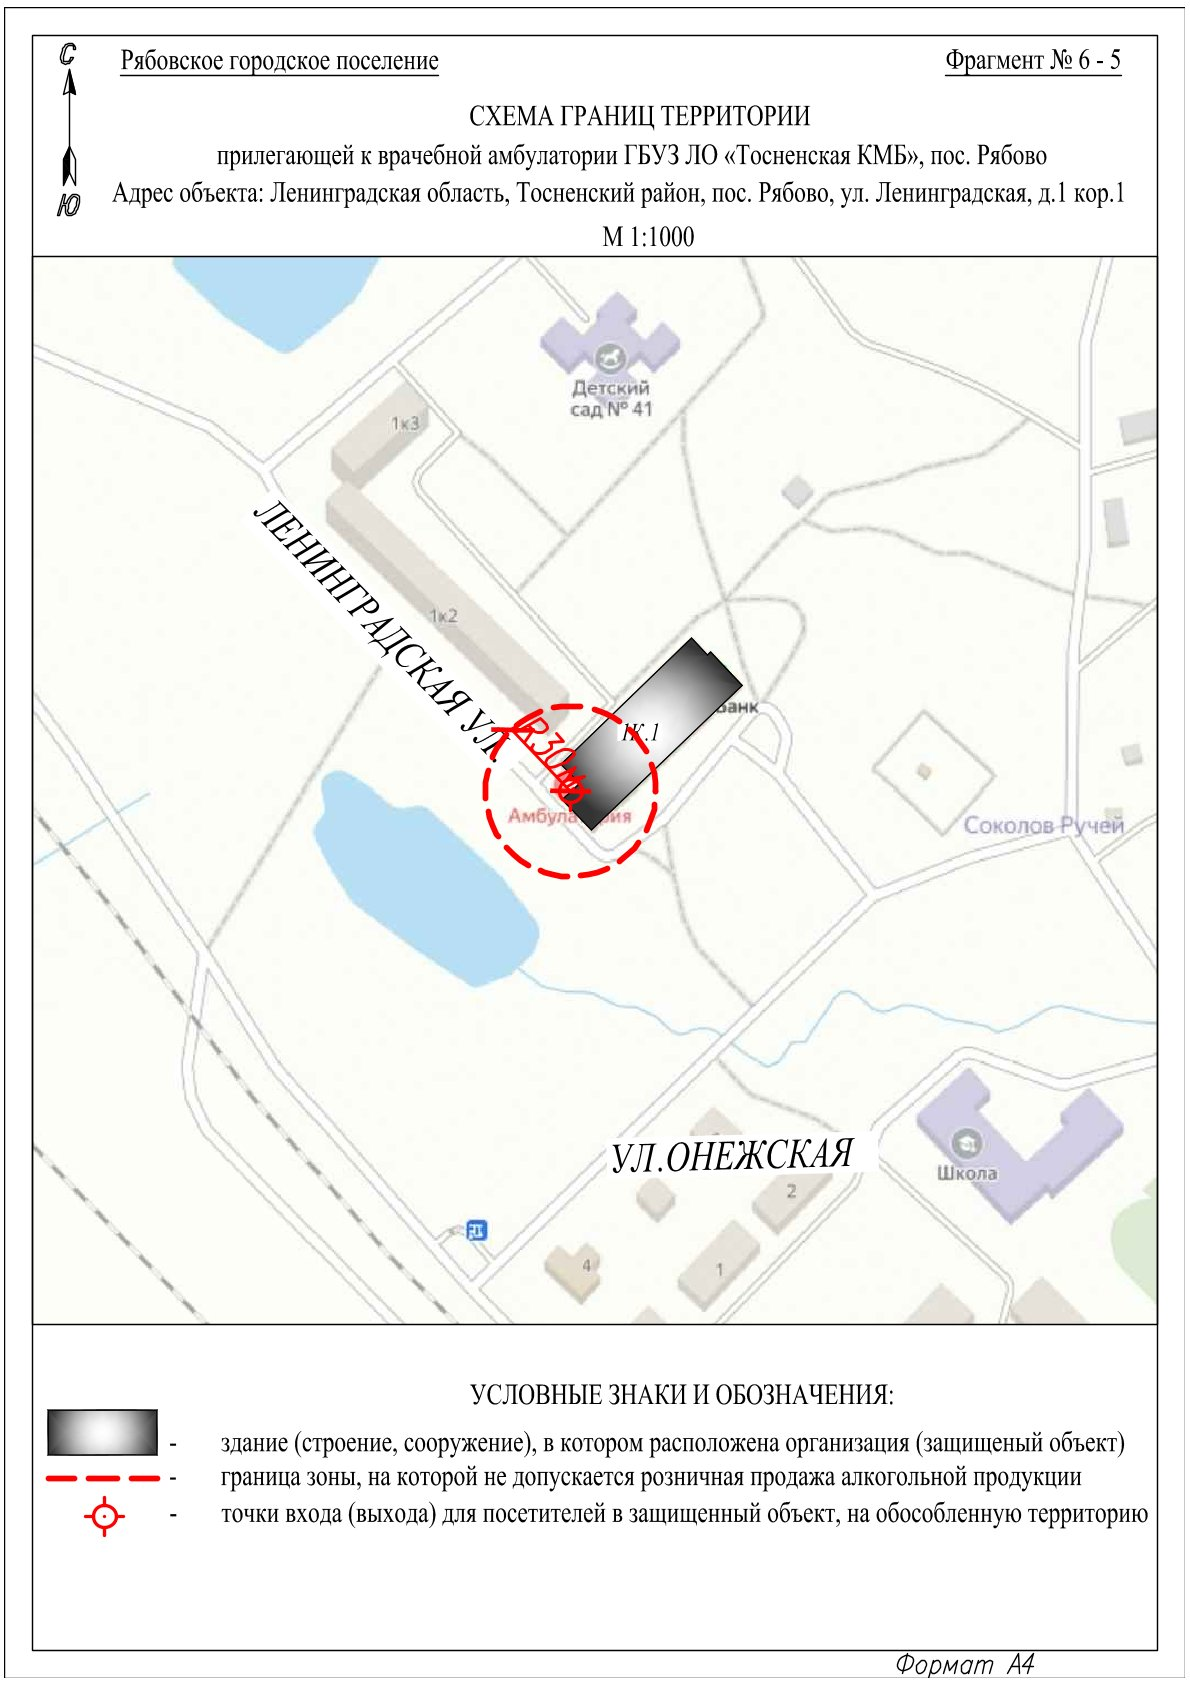 С
Ю
Рябовское городское поселение
Фрагмент № 6 - 5
СХЕМА ГРАНИЦ ТЕРРИТОРИИ
прилегающей к врачебной амбулатории ГБУЗ ЛО «Тосненская КМБ», пос. Рябово
Адрес объекта: Ленинградская область, Тосненский район, пос. Рябово, ул. Ленинградская, д.1 кор.1
М 1:1000
Детский
сад № 41
1к3
ЛЕНИНГРАДСКАЯ УЛ.
1к2
1К.1
R30м
Соколов Ручей
УЛ.ОНЕЖСКАЯ
Школа
2
4
1
УСЛОВНЫЕ ЗНАКИ И ОБОЗНАЧЕНИЯ:
- здание (строение, сооружение), в котором расположена организация (защищеный объект)
- граница зоны, на которой не допускается розничная продажа алкогольной продукции
- точки входа (выхода) для посетителей в защищенный объект, на обособленную территорию
Формат А4